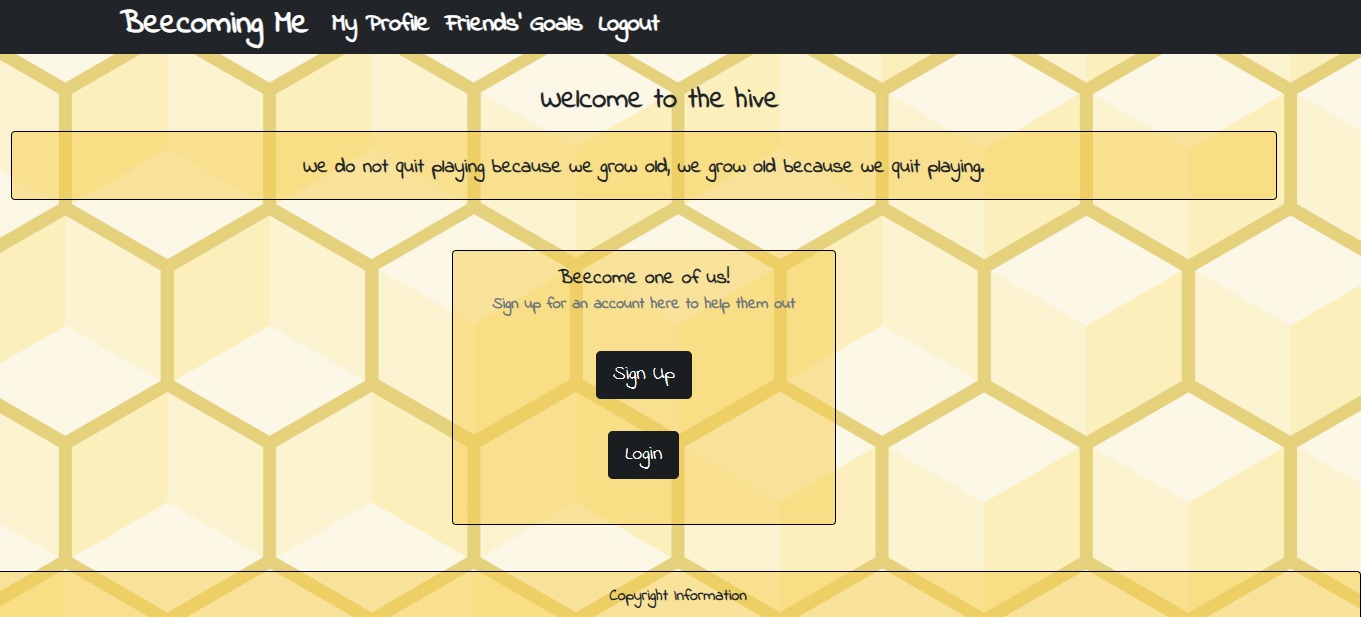 Beecoming Me My Profile Friends' Goals Logout
Welcome to the hive
We do not quit playing because we grow old, we grow old because we quit playing.
Beecome one of us!
Sign up for an account here to help them out
Sign Up
Login
Copyright Information